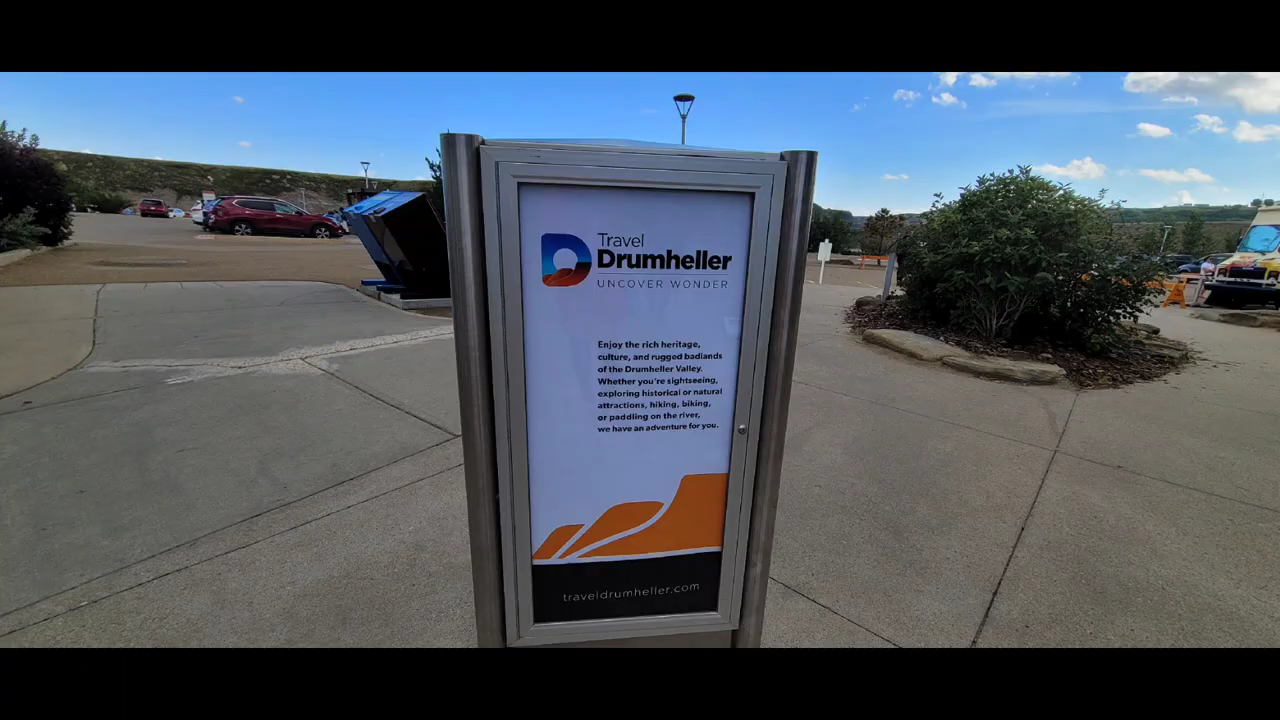 Travel
Drumheller
UNCOVER WONDER
Enjoy the rich heritage,
culture, and rugged badlands
of the Drumheller Valley.
Whether you're sightseeing,
exploring historical or natural
attractions, hiking, biking,
or paddling on the river,
we have an adventure for you.
traveldrumheller.com